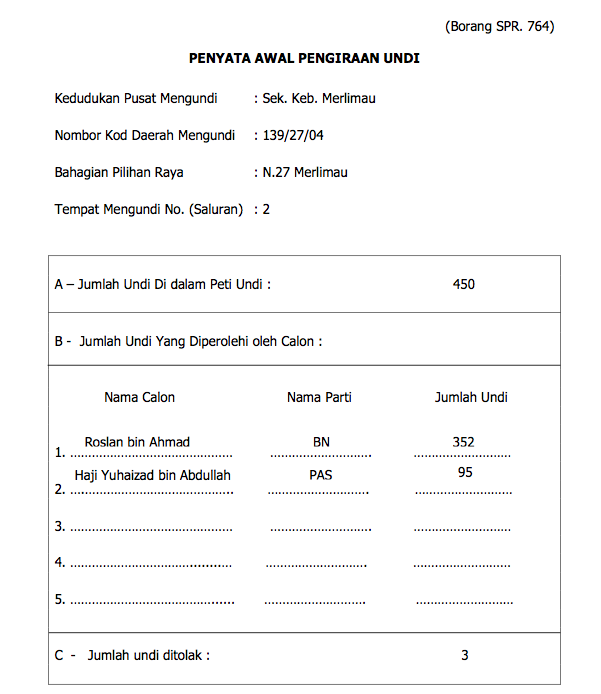 (Borang SPR. 764)
PENYATA AWAL PENGIRAAN UNDI
Kedudukan Pusat Mengundi : Sek. Keb. Merlimau
Nombor Kod Daerah Mengundi : 139/27/04
Bahagian Pilihan Raya : N.27 Merlimau
Tempat Mengundi No. (Saluran) : 2
A – Jumlah Undi Di dalam Peti Undi : 450
B - Jumlah Undi Yang Diperolehi oleh Calon :
Nama Calon Nama Parti Jumlah Undi
1. Roslan bin Ahmad BN 352
2. Haji Yuhaizad bin Abdullah PAS 95
3. ............................................ ............................ ...........................
4. ............................................ ............................ ...........................
5. ............................................ ............................ ...........................
C - Jumlah undi ditolak : 3